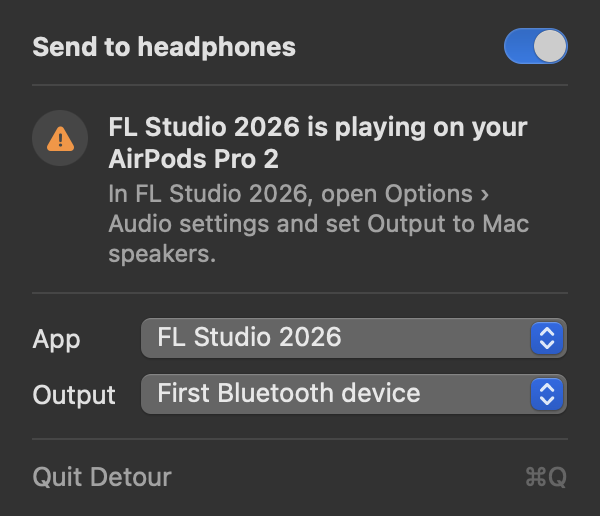 Send to headphones
FL Studio 2026 is playing on your
AirPods Pro 2
In FL Studio 2026, open Options ›
Audio settings and set Output to Mac
speakers.
App FL Studio 2026
Output First Bluetooth device
Quit Detour ⌘Q